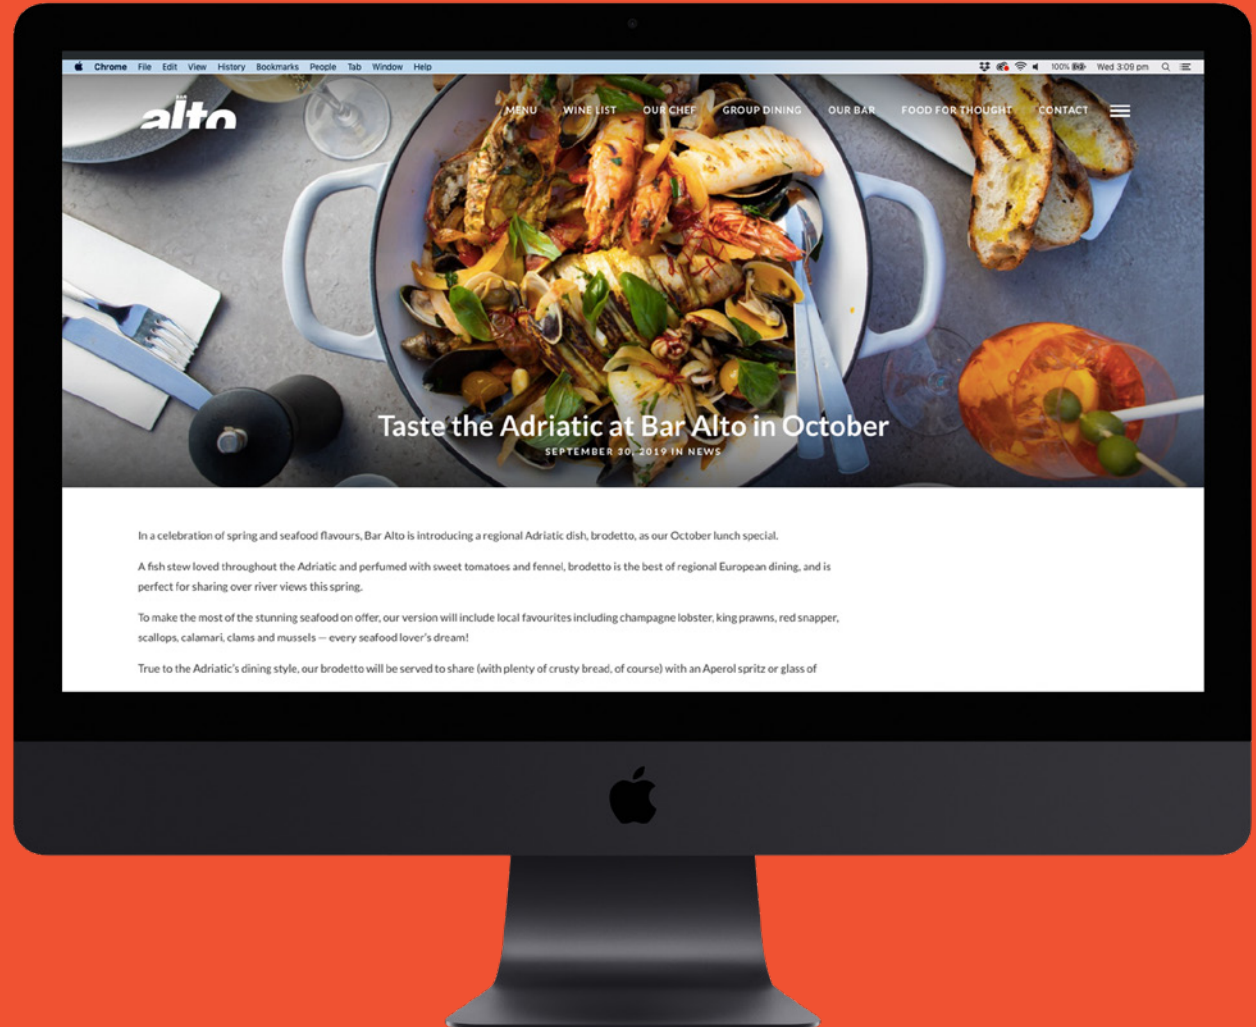 Chrome File Edit View History Bookmarks People Tab Window Help 100% Wed 3:09 pm
BAR
alto
MENU WINE LIST OUR CHEF GROUP DINING OUR BAR FOOD FOR THOUGHT CONTACT
Taste the Adriatic at Bar Alto in October
SEPTEMBER 30, 2019 IN NEWS
In a celebration of spring and seafood flavours, Bar Alto is introducing a regional Adriatic dish, brodetto, as our October lunch special.
A fish stew loved throughout the Adriatic and perfumed with sweet tomatoes and fennel, brodetto is the best of regional European dining, and is
perfect for sharing over river views this spring.
To make the most of the stunning seafood on offer, our version will include local favourites including champagne lobster, king prawns, red snapper,
scallops, calamari, clams and mussels — every seafood lover's dream!
True to the Adriatic's dining style, our brodetto will be served to share (with plenty of crusty bread, of course) with an Aperol spritz or glass of